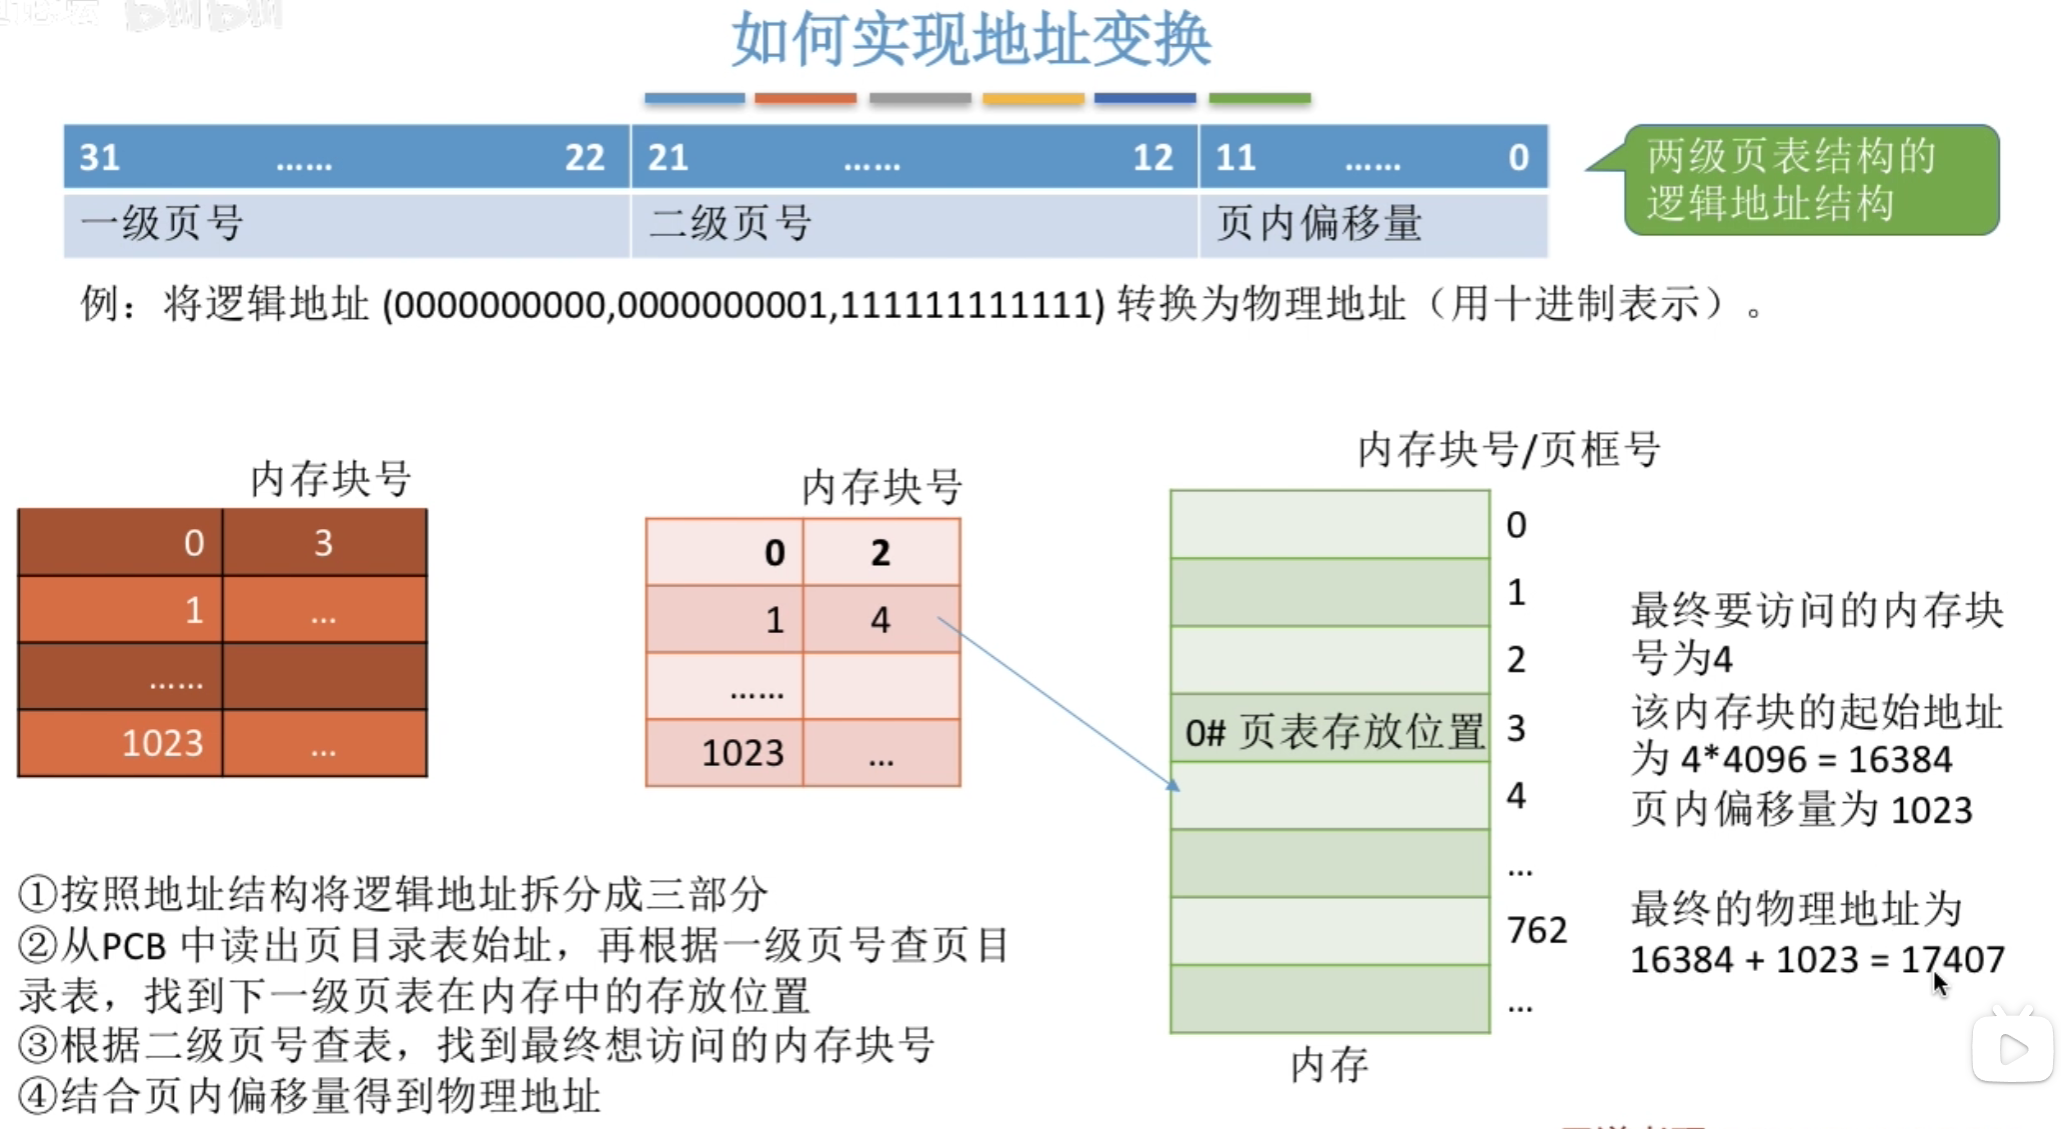 如何实现地址变换
31 …… 22 21 …… 12 11 …… 0
一级页号 二级页号 页内偏移量
两级页表结构的
逻辑地址结构
例：将逻辑地址 (0000000000,0000000001,111111111111) 转换为物理地址（用十进制表示）。
内存块号
0 3
1 …
……
1023 …
内存块号
0 2
1 4
……
1023 …
内存块号/页框号
0
1
2
0# 页表存放位置 3
4
…
762
…
内存
最终要访问的内存块
号为4
该内存块的起始地址
为 4*4096 = 16384
页内偏移量为 1023
最终的物理地址为
16384 + 1023 = 17407
①按照地址结构将逻辑地址拆分成三部分
②从PCB 中读出页目录表始址，再根据一级页号查页目
录表，找到下一级页表在内存中的存放位置
③根据二级页号查表，找到最终想访问的内存块号
④结合页内偏移量得到物理地址